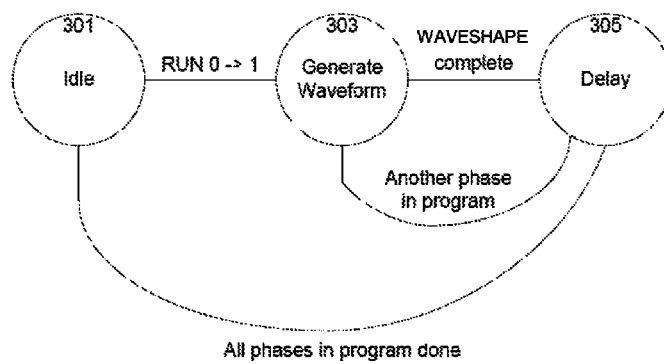 301
Idle
RUN 0 -> 1
303
Generate
Waveform
WAVESHAPE
complete
305
Delay
Another phase
in program
All phases in program done